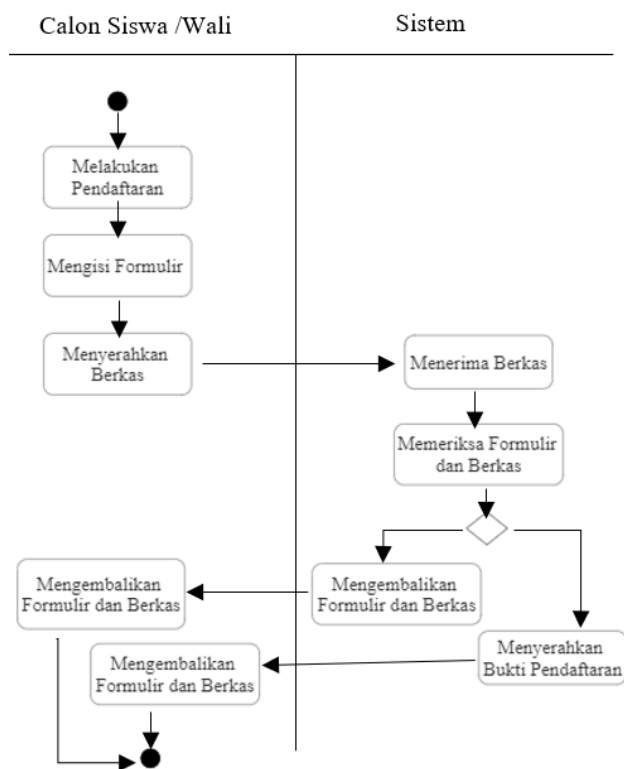 Calon Siswa /Wali
Sistem
Melakukan
Pendaftaran
Mengisi Formulir
Menyerahkan
Berkas
Menerima Berkas
Memeriksa Formulir
dan Berkas
Mengembalikan
Formulir dan Berkas
Mengembalikan
Formulir dan Berkas
Menyerahkan
Bukti Pendaftaran
Mengembalikan
Formulir dan Berkas